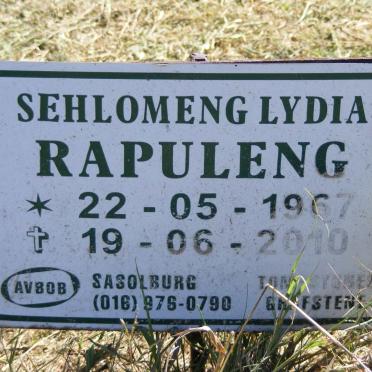 SEHLOMENG LYDIA
RAPULENG
22 - 05 - 1967
19 - 06 - 2010
AVBOB
SASOLBURG
(016) 976-0790